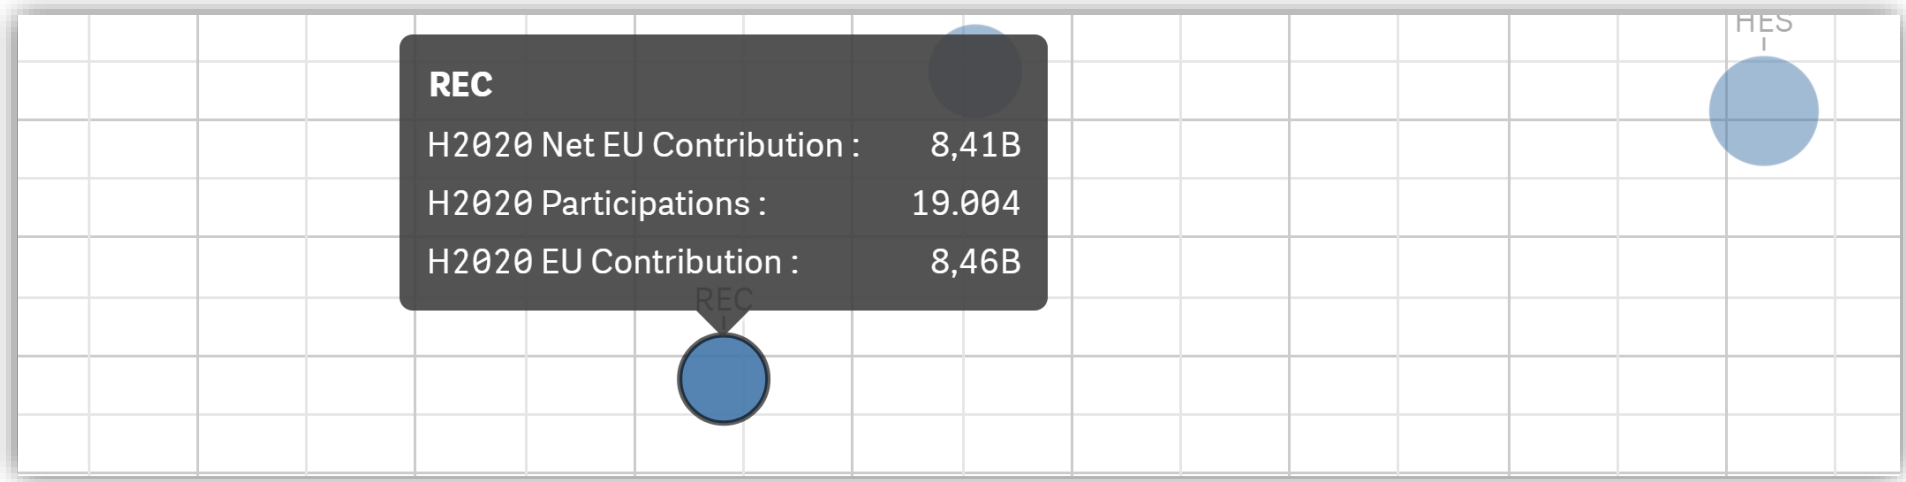 HES
REC
H2020 Net EU Contribution : 8,41B
H2020 Participations : 19.004
H2020 EU Contribution : 8,46B
REC